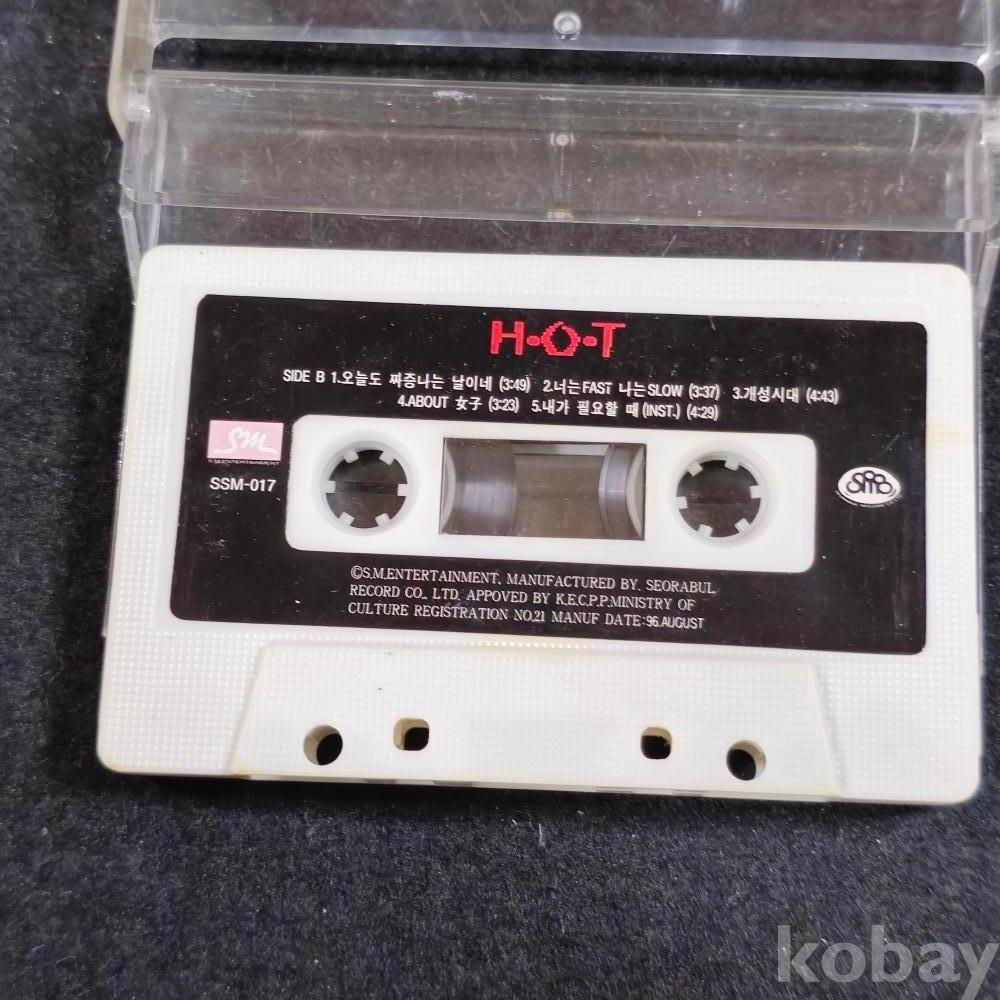 H·O·T
SIDE B 1.오늘도 짜증나는 날이네 (3:49) 2.너는FAST 나는SLOW (3:37) 3.개성시대 (4:43)
4.ABOUT 女子 (3:23) 5.내가 필요할 때 (INST.) (4:29)
SM
S.M.ENTERTAINMENT
SSM-017
SRB
©S.M.ENTERTAINMENT. MANUFACTURED BY. SEORABUL
RECORD CO., LTD. APPOVED BY K.E.C.P.P.MINISTRY OF
CULTURE REGISTRATION NO.21 MANUF DATE:96.AUGUST
kobay